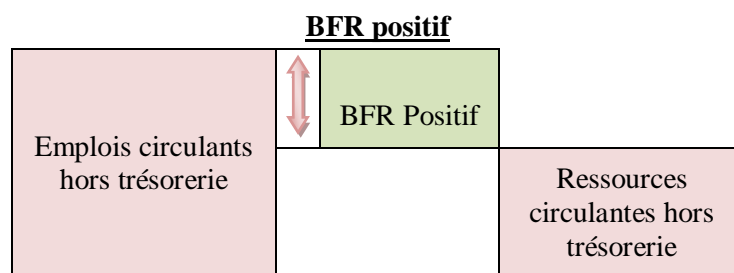 BFR positif
BFR Positif
Emplois circulants
hors trésorerie
Ressources
circulantes hors
trésorerie